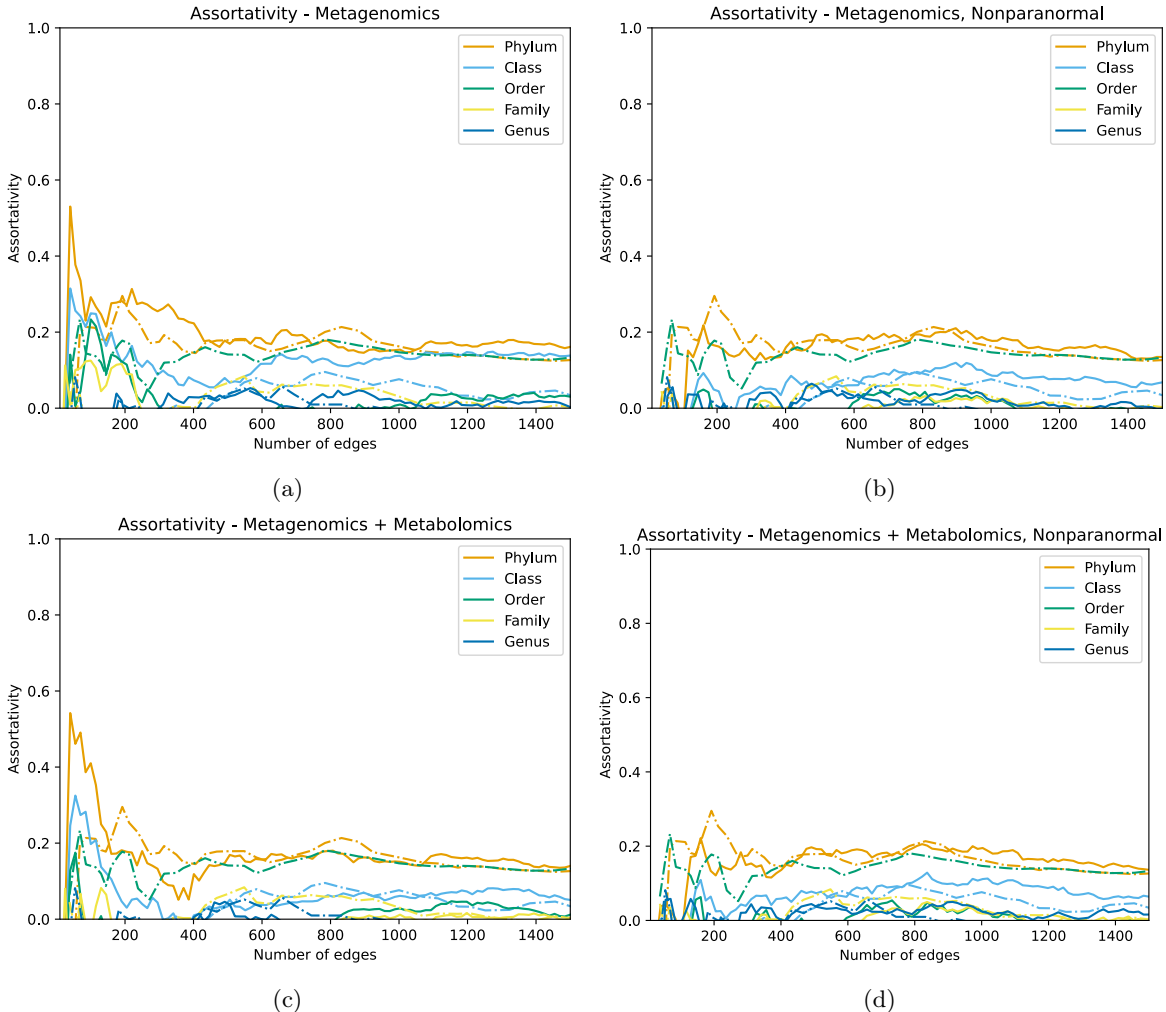 Assortativity - Metagenomics
1.0
0.8
0.6
0.4
0.2
0.0
Assortativity
Phylum
Class
Order
Family
Genus
200 400 600 800 1000 1200 1400
Number of edges
(a)
Assortativity - Metagenomics, Nonparanormal
1.0
0.8
0.6
0.4
0.2
0.0
Assortativity
Phylum
Class
Order
Family
Genus
200 400 600 800 1000 1200 1400
Number of edges
(b)
Assortativity - Metagenomics + Metabolomics
1.0
0.8
0.6
0.4
0.2
0.0
Assortativity
Phylum
Class
Order
Family
Genus
200 400 600 800 1000 1200 1400
Number of edges
(c)
Assortativity - Metagenomics + Metabolomics, Nonparanormal
1.0
0.8
0.6
0.4
0.2
0.0
Assortativity
Phylum
Class
Order
Family
Genus
200 400 600 800 1000 1200 1400
Number of edges
(d)